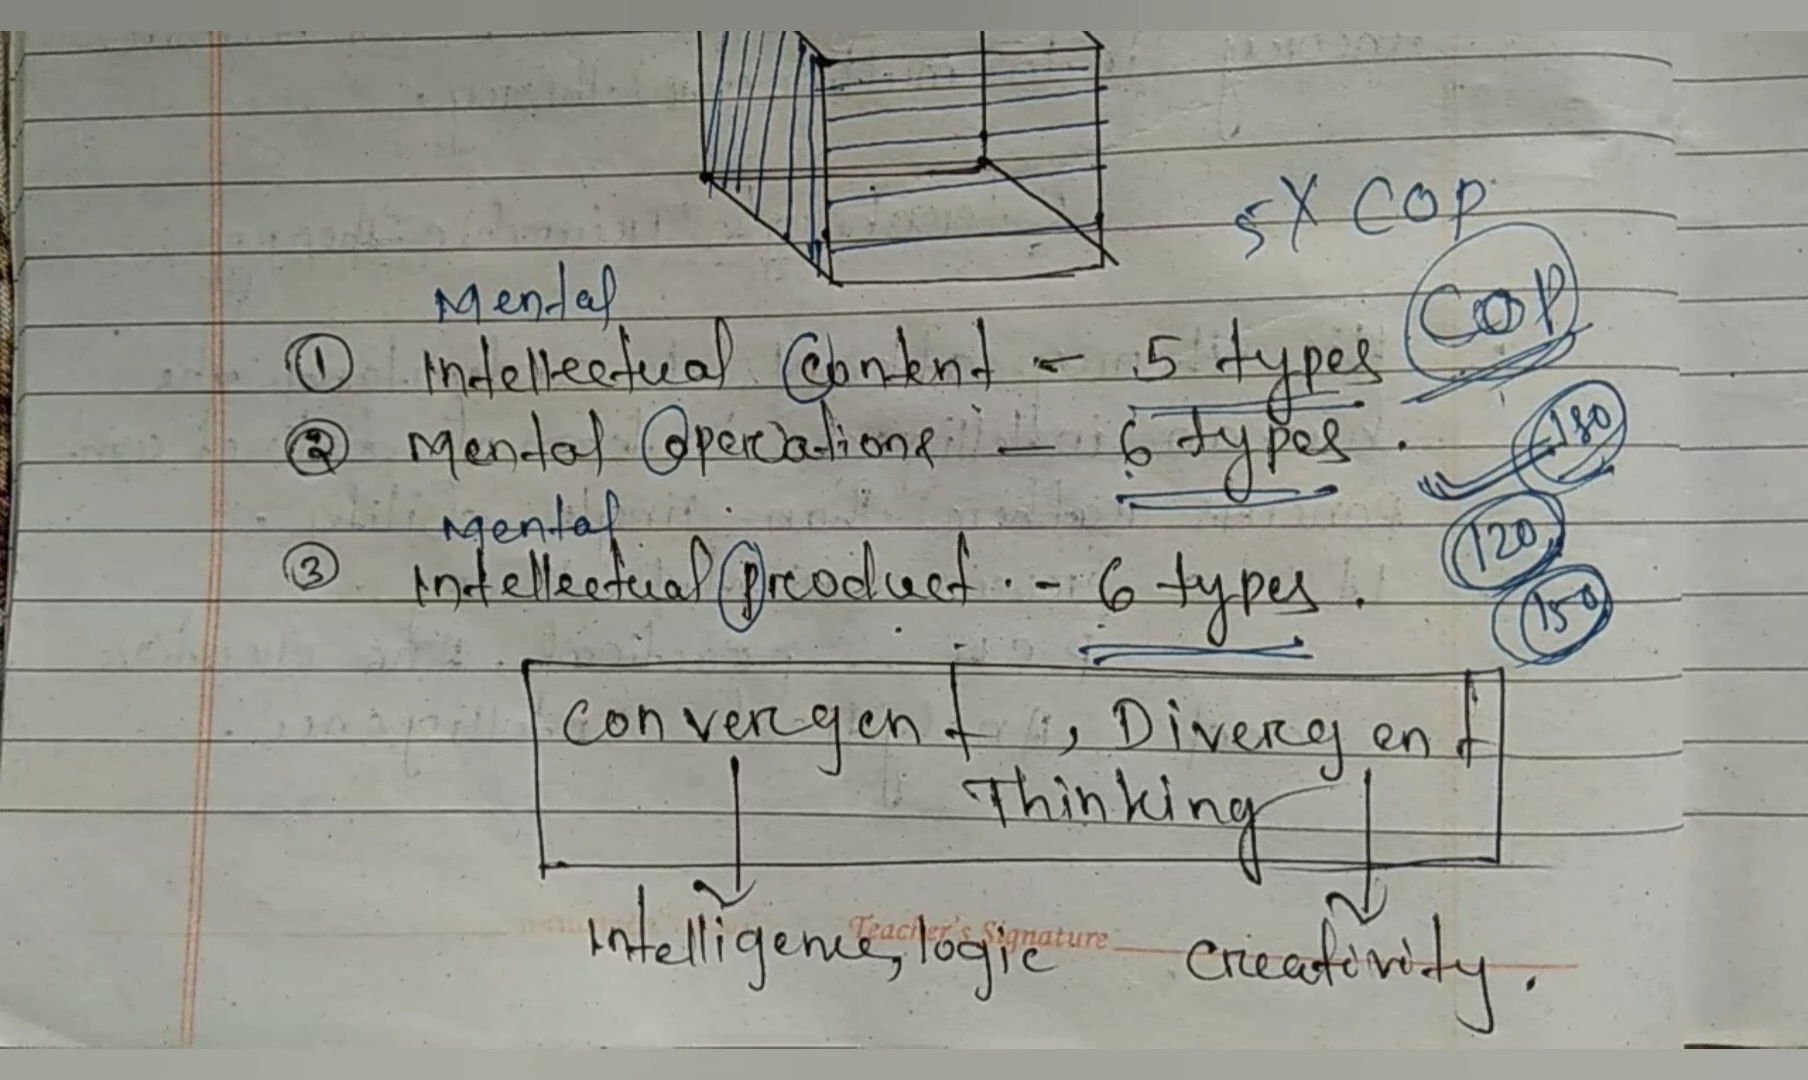 5X COP
Mental
COP
① Intellectual Content - 5 types
② Mental Operations - 6 types.
180
Mental
120
③ Intellectual Product. - 6 types.
150
Convergent, Divergent
Thinking
Teacher's Signature
Intelligence, logic Creativity.